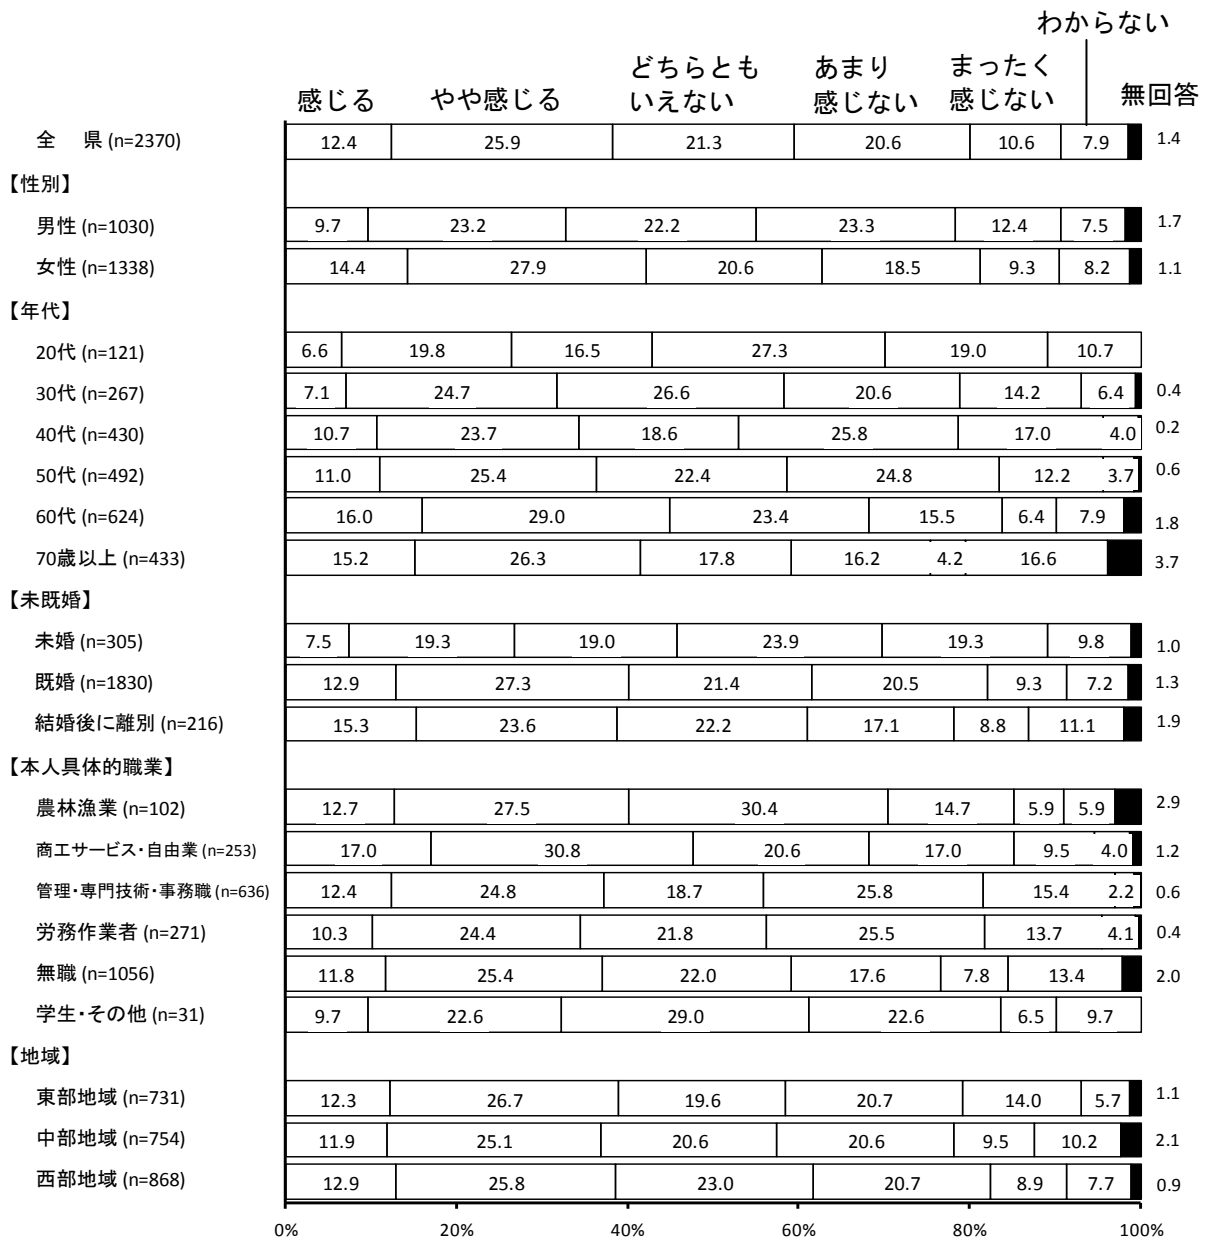 わからない
どちらとも あまり まったく
感じる やや感じる いえない 感じない 感じない 無回答
全 県 (n=2370) 12.4 25.9 21.3 20.6 10.6 7.9 1.4
【性別】
男性 (n=1030) 9.7 23.2 22.2 23.3 12.4 7.5 1.7
女性 (n=1338) 14.4 27.9 20.6 18.5 9.3 8.2 1.1
【年代】
20代 (n=121) 6.6 19.8 16.5 27.3 19.0 10.7
30代 (n=267) 7.1 24.7 26.6 20.6 14.2 6.4 0.4
40代 (n=430) 10.7 23.7 18.6 25.8 17.0 4.0 0.2
50代 (n=492) 11.0 25.4 22.4 24.8 12.2 3.7 0.6
60代 (n=624) 16.0 29.0 23.4 15.5 6.4 7.9 1.8
70歳以上 (n=433) 15.2 26.3 17.8 16.2 4.2 16.6 3.7
【未既婚】
未婚 (n=305) 7.5 19.3 19.0 23.9 19.3 9.8 1.0
既婚 (n=1830) 12.9 27.3 21.4 20.5 9.3 7.2 1.3
結婚後に離別 (n=216) 15.3 23.6 22.2 17.1 8.8 11.1 1.9
【本人具体的職業】
農林漁業 (n=102) 12.7 27.5 30.4 14.7 5.9 5.9 2.9
商工サービス・自由業 (n=253) 17.0 30.8 20.6 17.0 9.5 4.0 1.2
管理・専門技術・事務職 (n=636) 12.4 24.8 18.7 25.8 15.4 2.2 0.6
労務作業者 (n=271) 10.3 24.4 21.8 25.5 13.7 4.1 0.4
無職 (n=1056) 11.8 25.4 22.0 17.6 7.8 13.4 2.0
学生・その他 (n=31) 9.7 22.6 29.0 22.6 6.5 9.7
【地域】
東部地域 (n=731) 12.3 26.7 19.6 20.7 14.0 5.7 1.1
中部地域 (n=754) 11.9 25.1 20.6 20.6 9.5 10.2 2.1
西部地域 (n=868) 12.9 25.8 23.0 20.7 8.9 7.7 0.9
0% 20% 40% 60% 80% 100%